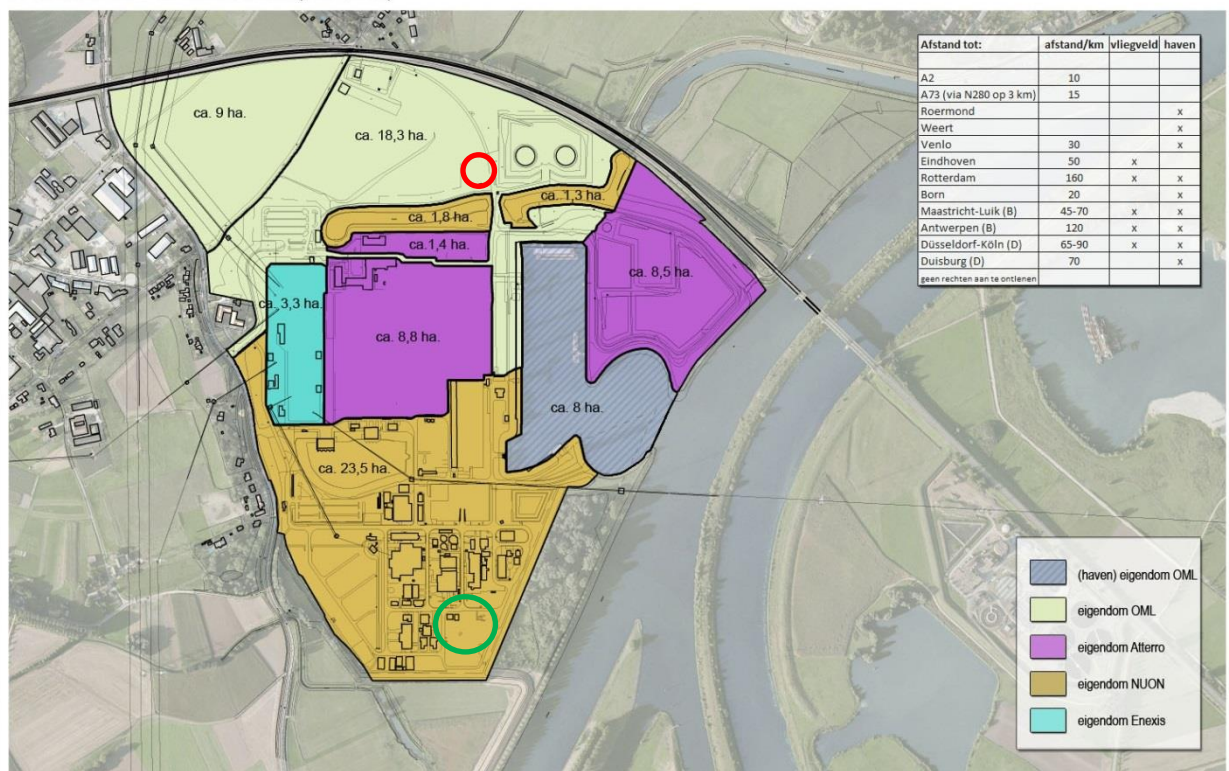 Afstand tot: afstand/km vliegveld haven
A2 10
A73 (via N280 op 3 km) 15
Roermond x
Weert x
Venlo 30 x
Eindhoven 50 x
Rotterdam 160 x x
Born 20 x
Maastricht-Luik (B) 45-70 x x
Antwerpen (B) 120 x x
Düsseldorf-Köln (D) 65-90 x x
Duisburg (D) 70 x
geen rechten aan te ontlenen
ca. 9 ha.
ca. 18,3 ha.
ca. 1,3 ha.
ca. 1,8 ha.
ca.1,4 ha.
ca. 8,5 ha.
ca. 3,3 ha.
ca. 8,8 ha.
ca. 8 ha.
ca. 23,5 ha.
(haven) eigendom OML
eigendom OML
eigendom Atterro
eigendom NUON
eigendom Enexis